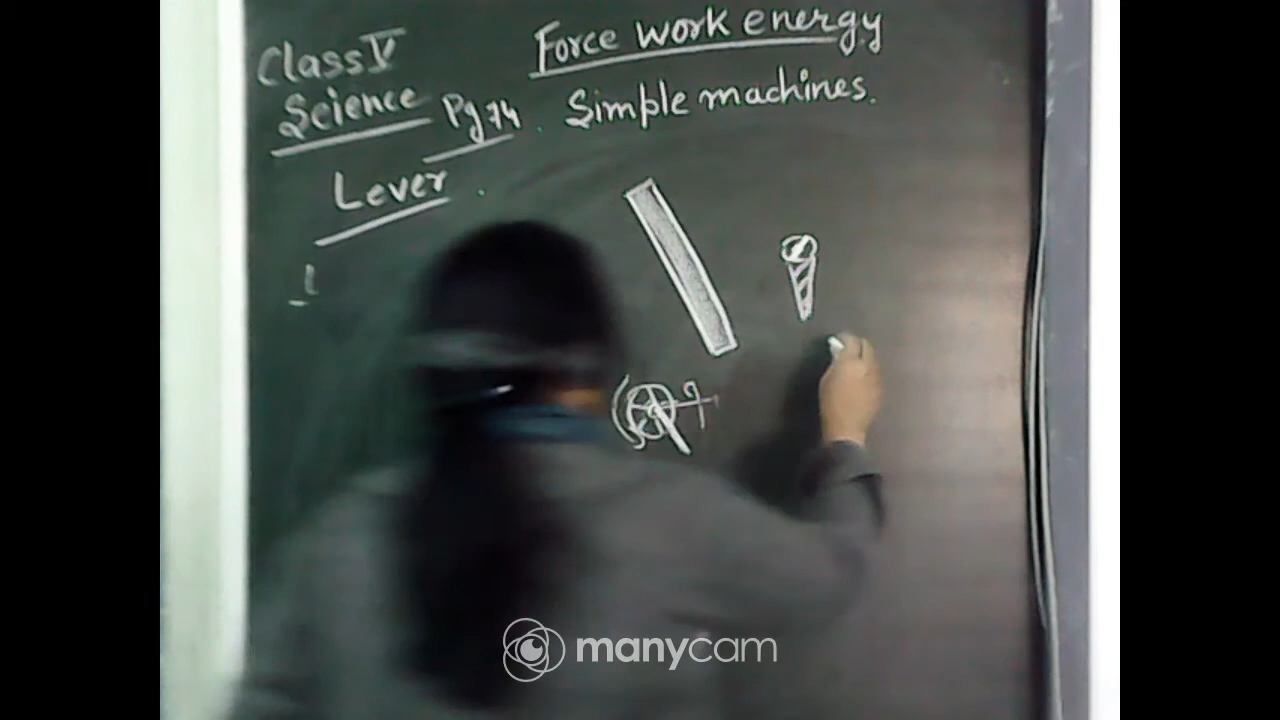 Class V
Force work energy
Science Pg 74. Simple machines.
Lever.
manycam